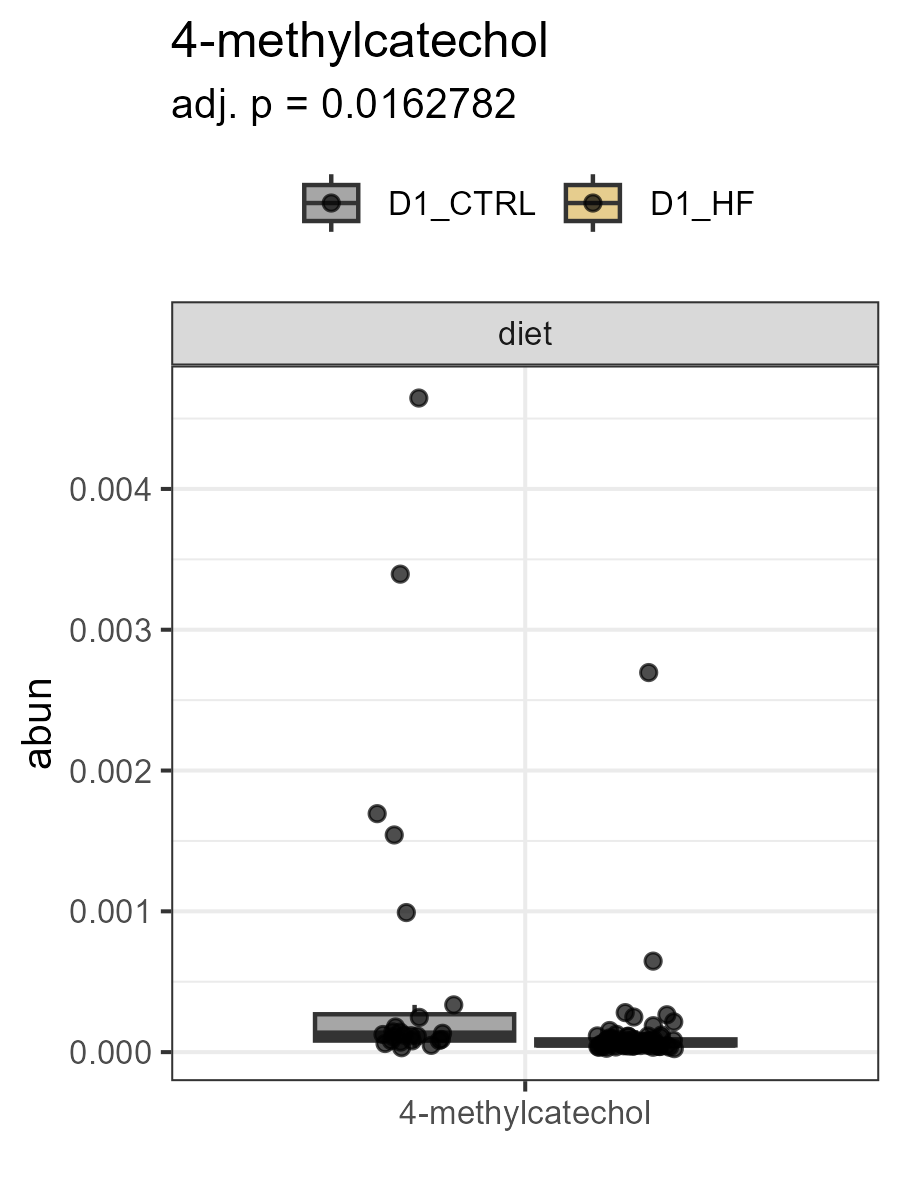 4-methylcatechol
adj. p = 0.0162782
D1_CTRL D1_HF
diet
abun
0.004
0.003
0.002
0.001
0.000
4-methylcatechol